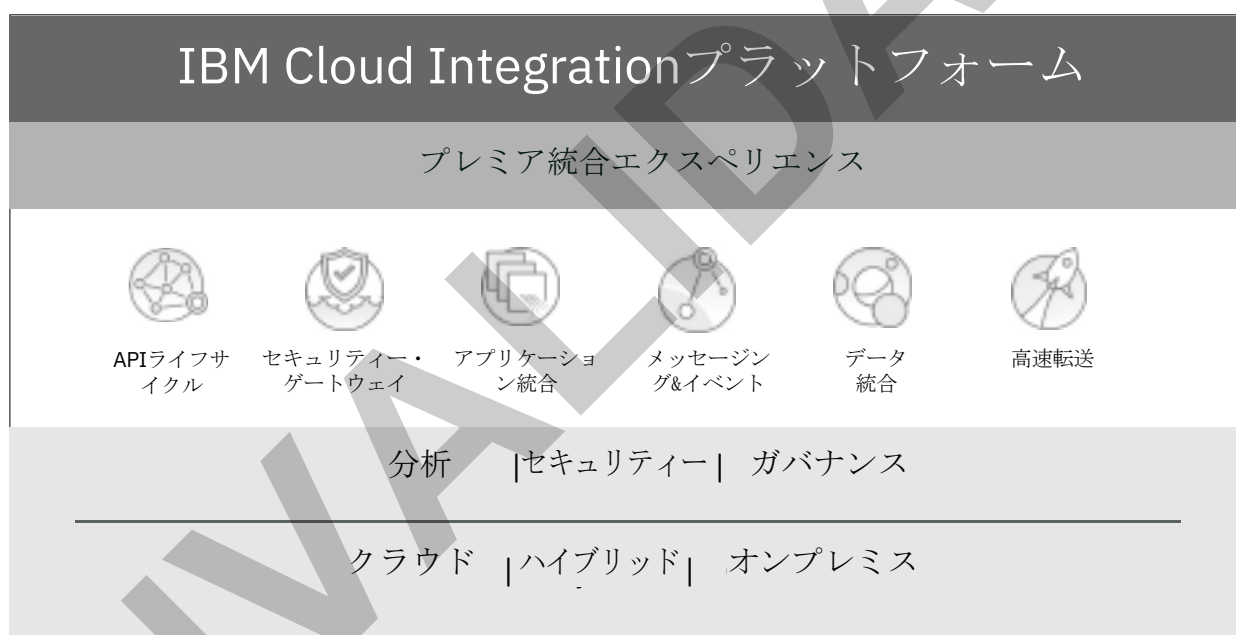 IBM Cloud Integrationプラットフォーム
プレミア統合エクスペリエンス
APIライフサ
イクル
セキュリティー・
ゲートウェイ
アプリケーショ
ン統合
メッセージン
グ&イベント
データ
統合
高速転送
分析 |セキュリティー| ガバナンス
クラウド |ハイブリッド| オンプレミス